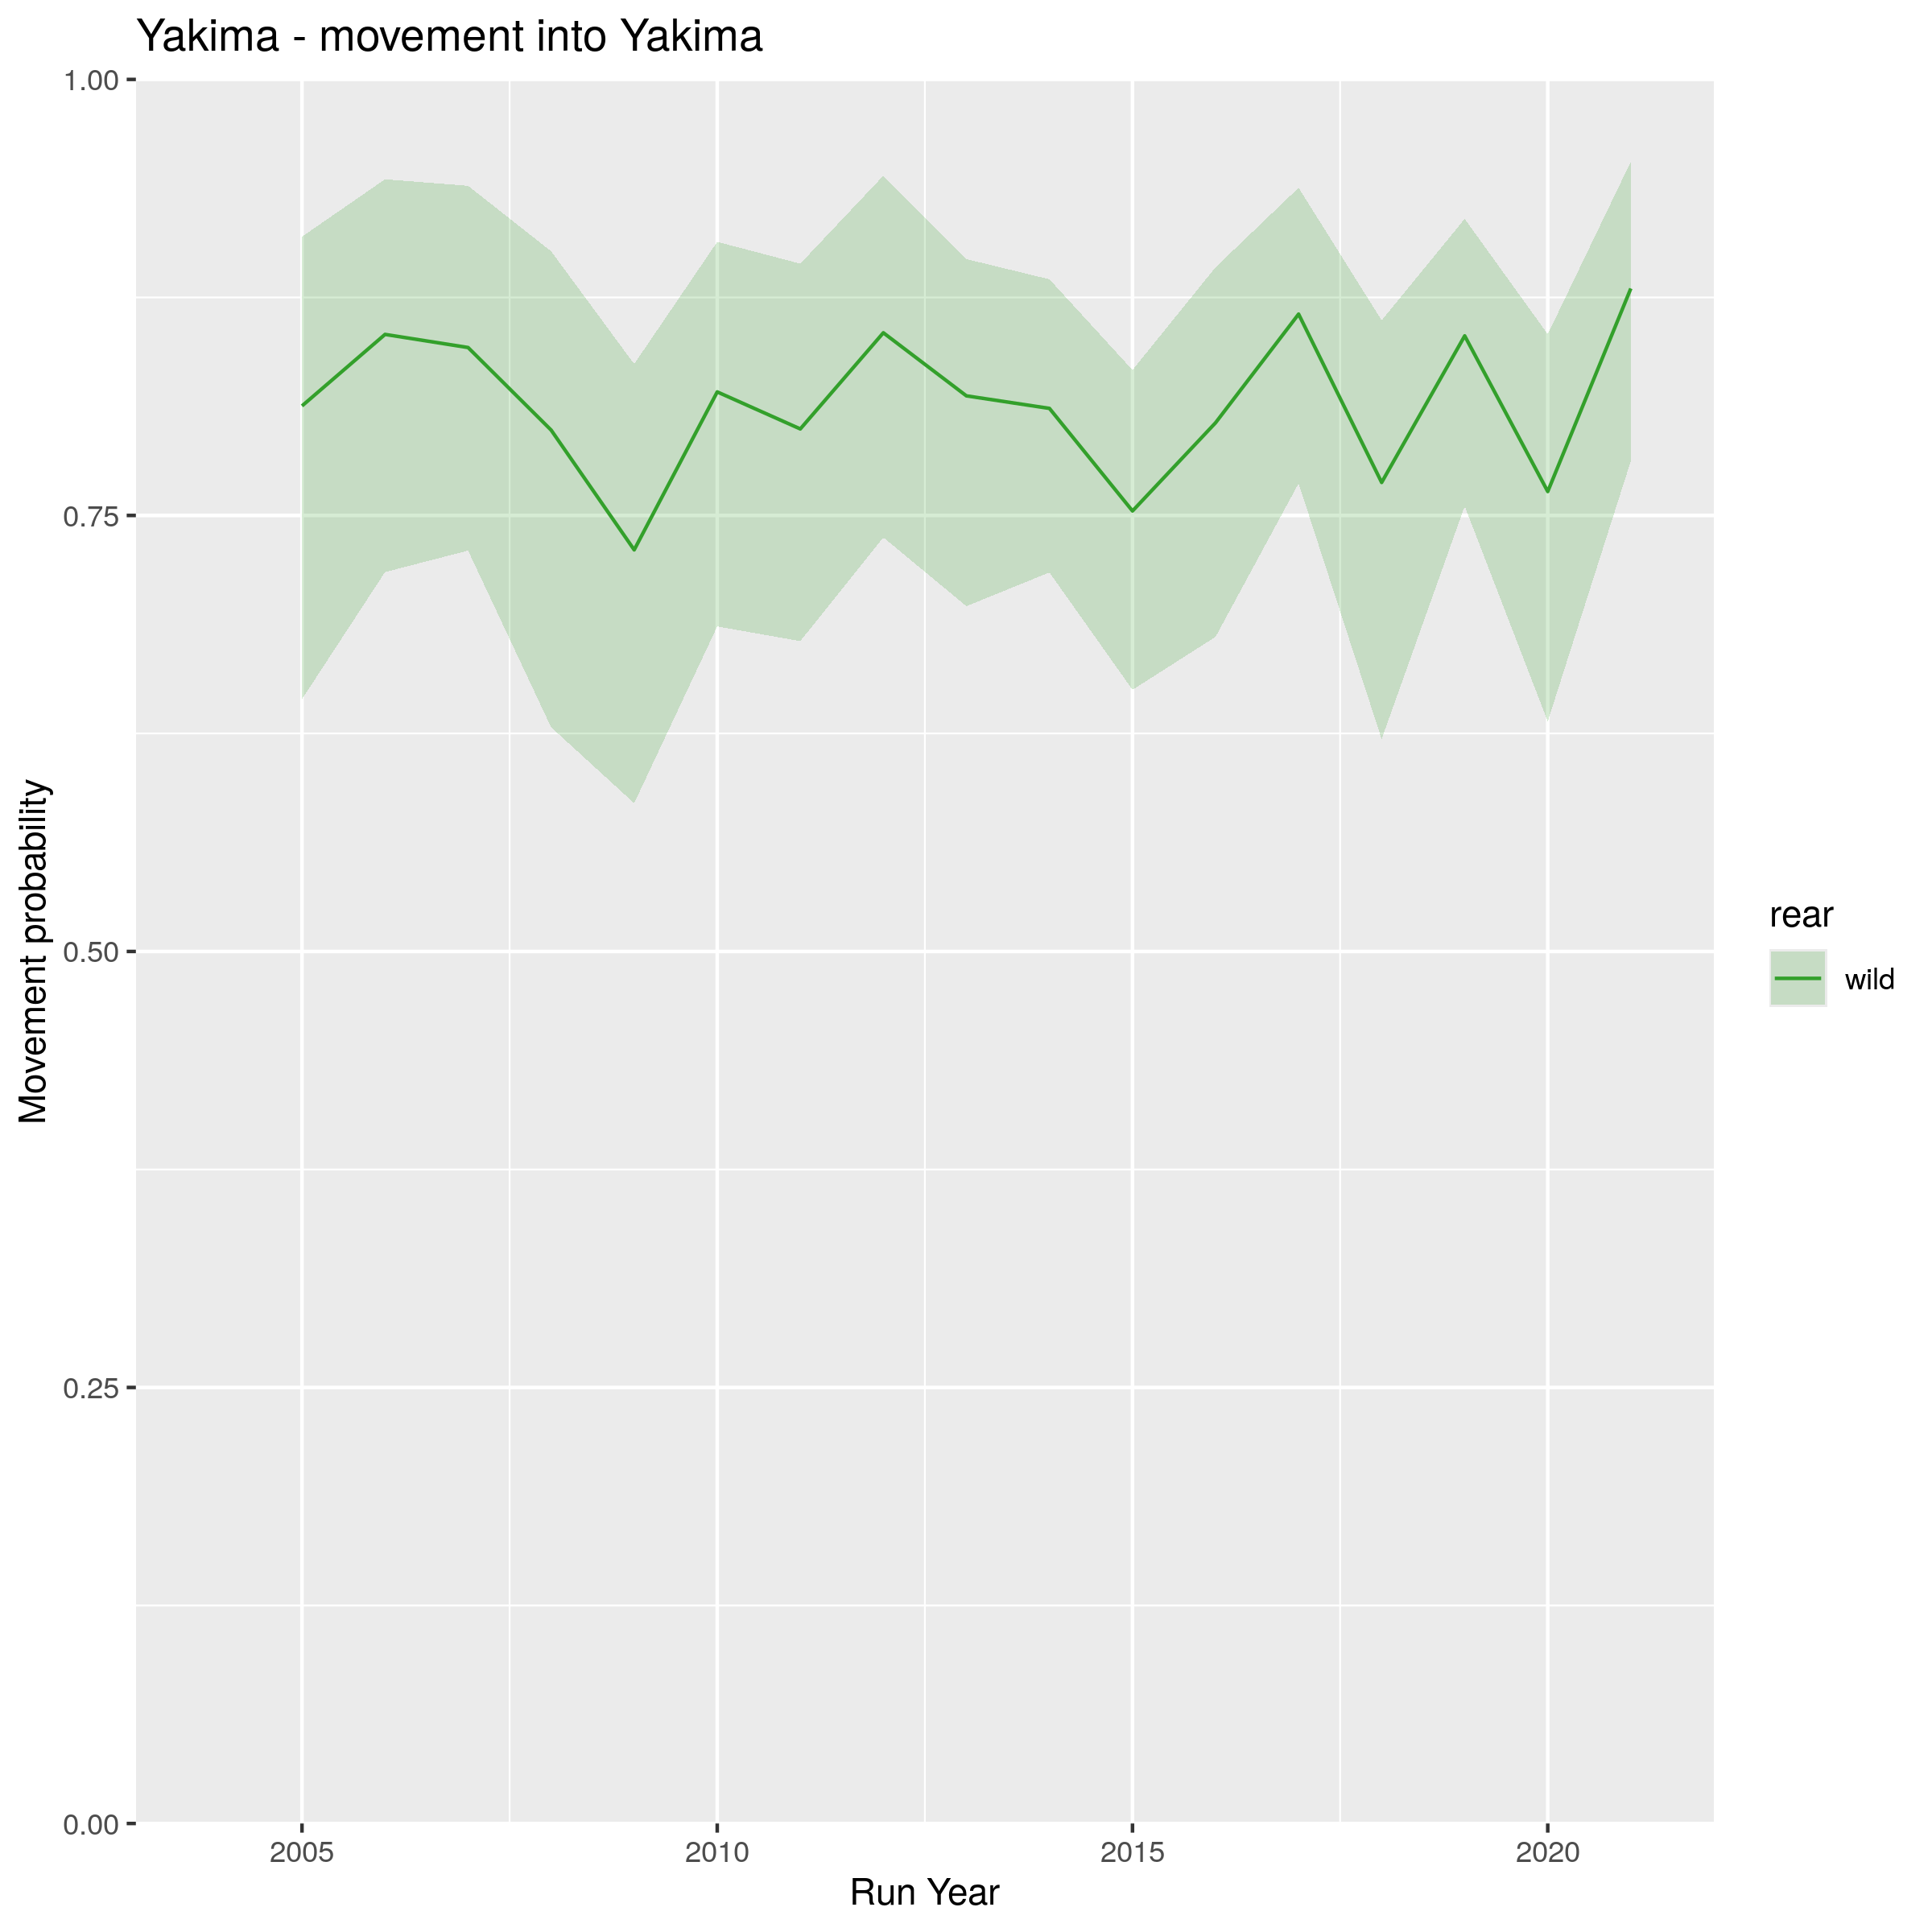 Yakima - movement into Yakima
1.00
0.75
0.50
0.25
0.00
Movement probability
2005 2010 2015 2020
Run Year
rear
wild